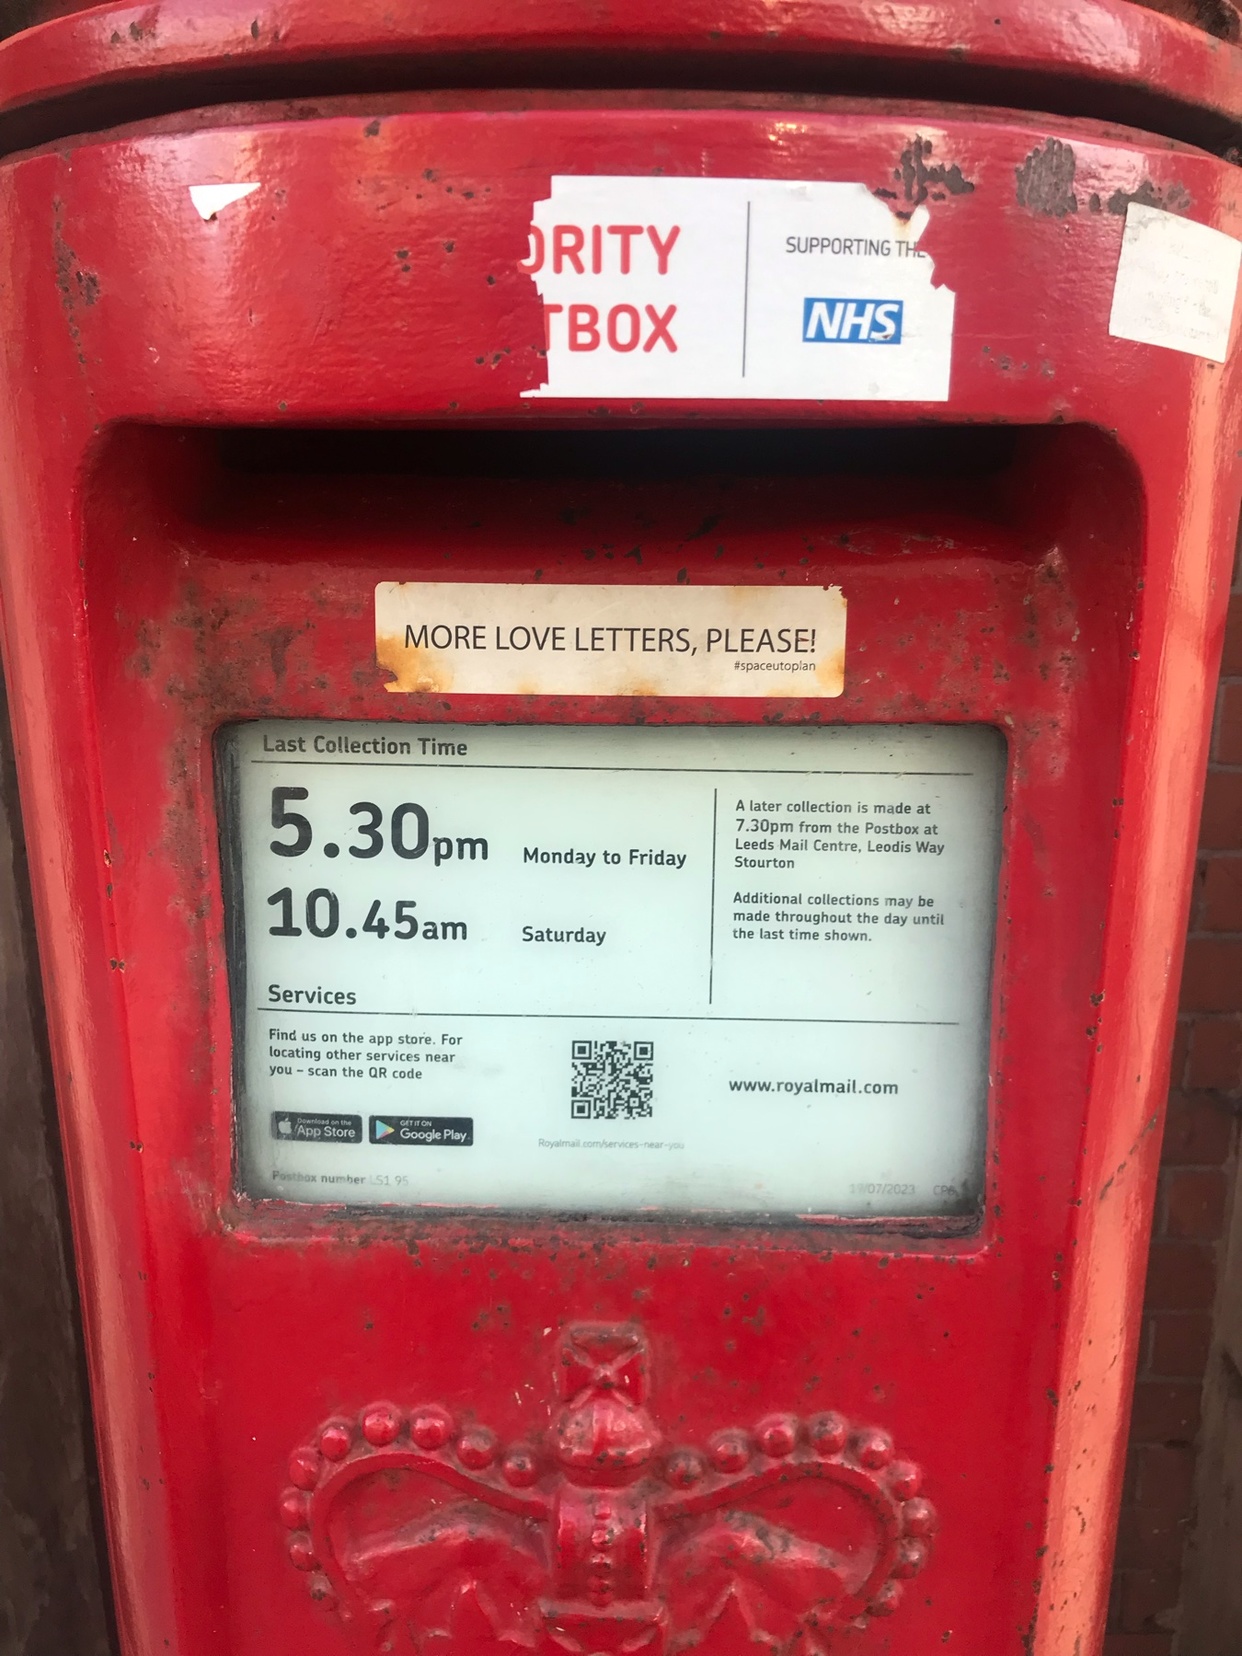 ORITY
TBOX
SUPPORTING THE
NHS
MORE LOVE LETTERS, PLEASE!
#spaceutopian
Last Collection Time
5.30pm Monday to Friday
10.45am Saturday
A later collection is made at
7.30pm from the Postbox at
Leeds Mail Centre, Leodis Way
Stourton
Additional collections may be
made throughout the day until
the last time shown.
Services
Find us on the app store. For
locating other services near
you – scan the QR code
Download on the
App Store
GET IT ON
Google Play
Royalmail.com/services-near-you
www.royalmail.com
Postbox number LS1 95